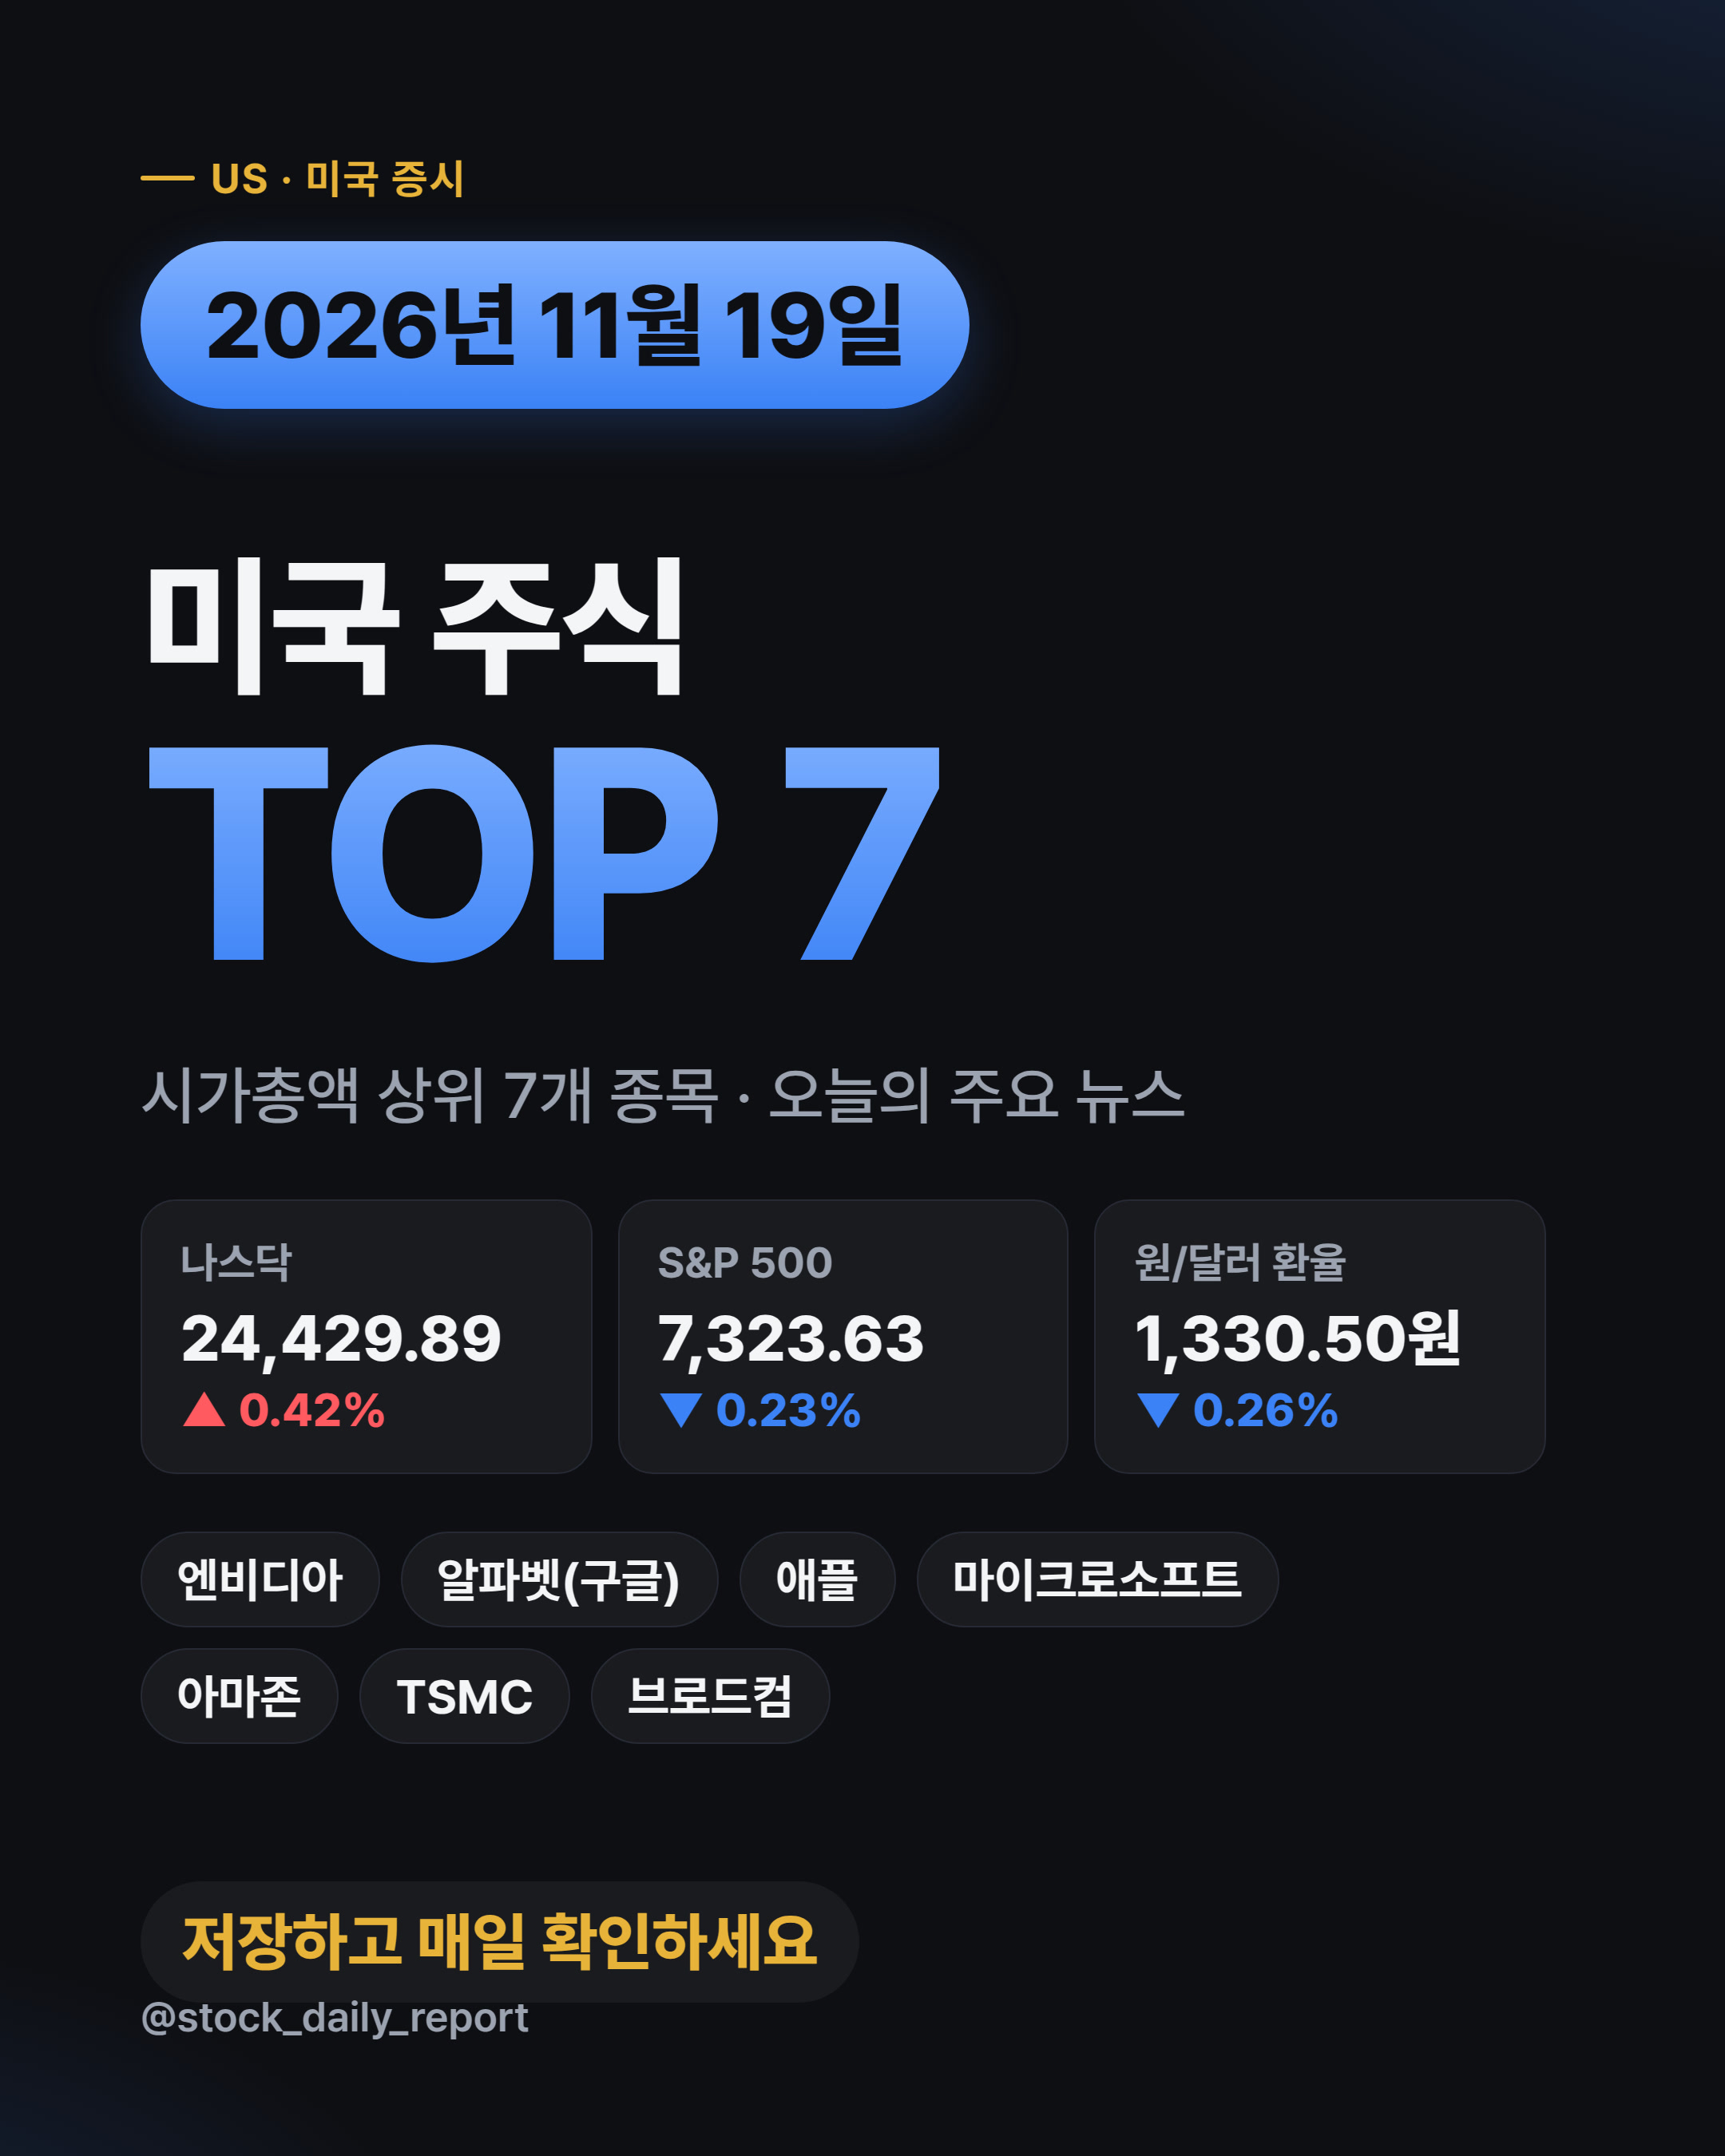 US · 미국 증시
2026년 11월 19일
미국 주식
TOP 7
시가총액 상위 7개 종목 · 오늘의 주요 뉴스
나스닥
24,429.89
▲ 0.42%
S&P 500
7,323.63
▼ 0.23%
원/달러 환율
1,330.50원
▼ 0.26%
엔비디아 알파벳(구글) 애플 마이크로소프트
아마존 TSMC 브로드컴
저장하고 매일 확인하세요
@stock_daily_report